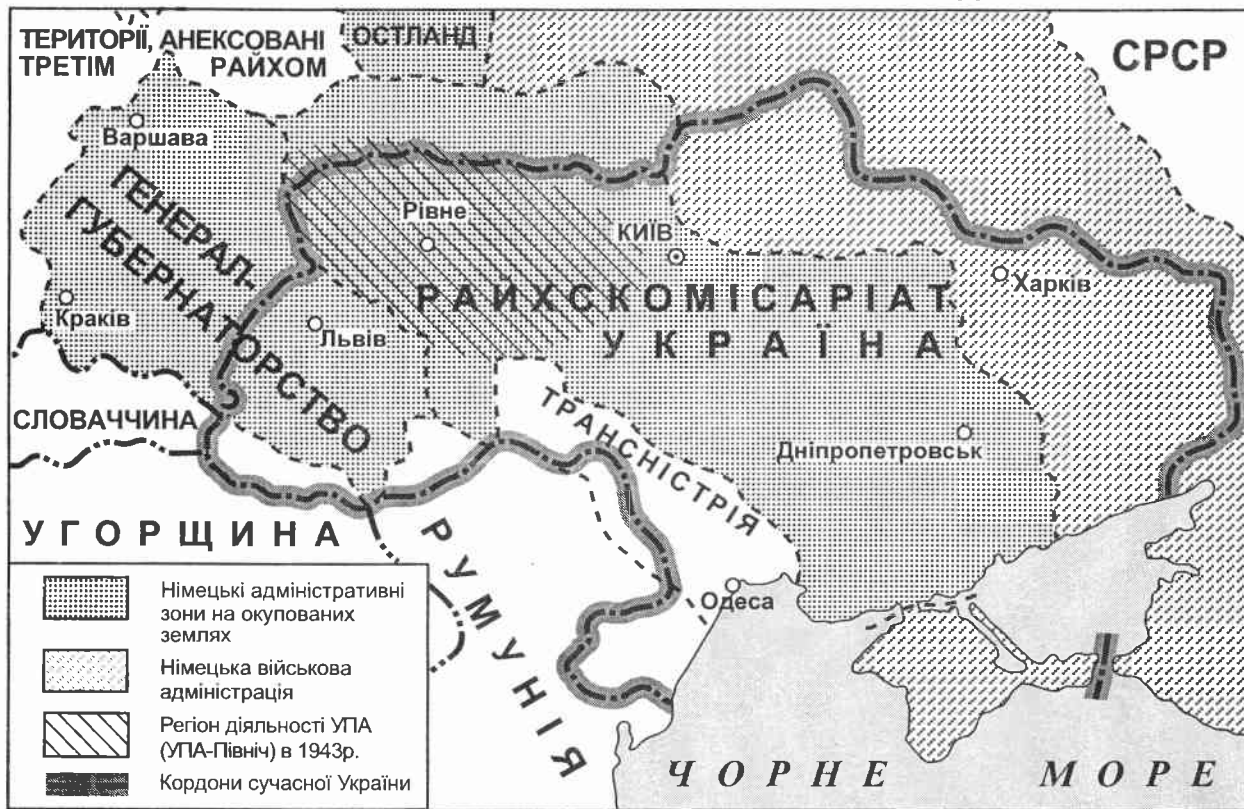 ТЕРИТОРІЇ, АНЕКСОВАНІ
ТРЕТІМ РАЙХОМ
ОСТЛАНД
СРСР
Варшава
ГЕНЕРАЛ-
ГУБЕРНАТОРСТВО
Рівне
КИЇВ
Харків
РАЙХСКОМІСАРІАТ
УКРАЇНА
Краків
Львів
СЛОВАЧЧИНА
ТРАНСНІСТРІЯ
Дніпропетровськ
УГОРЩИНА
РУМУНІЯ
Одеса
Німецькі адміністративні
зони на окупованих
землях
Німецька військова
адміністрація
Регіон діяльності УПА
(УПА-Північ) в 1943р.
Кордони сучасної України
ЧОРНЕ МОРЕ